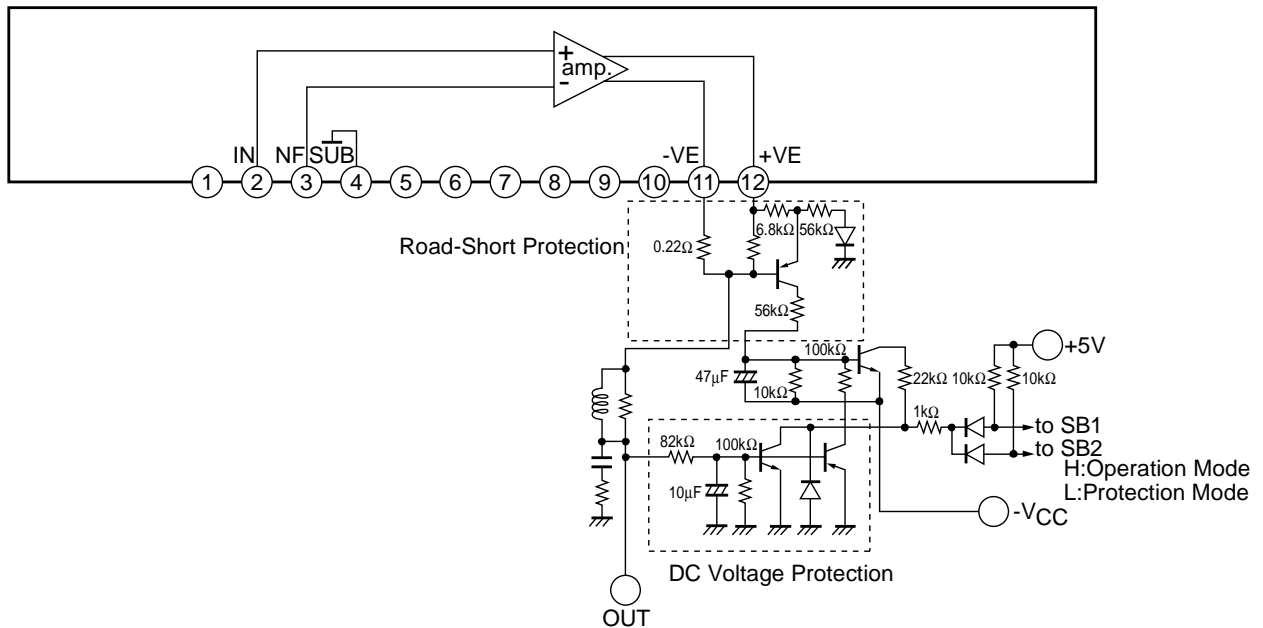 +
amp.
-
IN NF SUB -VE +VE
1 2 3 4 5 6 7 8 9 10 11 12
Road-Short Protection
0.22Ω
6.8kΩ 56kΩ
56kΩ
100kΩ
+5V
47μF
10kΩ
22kΩ 10kΩ 10kΩ
1kΩ
to SB1
to SB2
H:Operation Mode
L:Protection Mode
82kΩ 100kΩ
10μF
-VCC
DC Voltage Protection
OUT